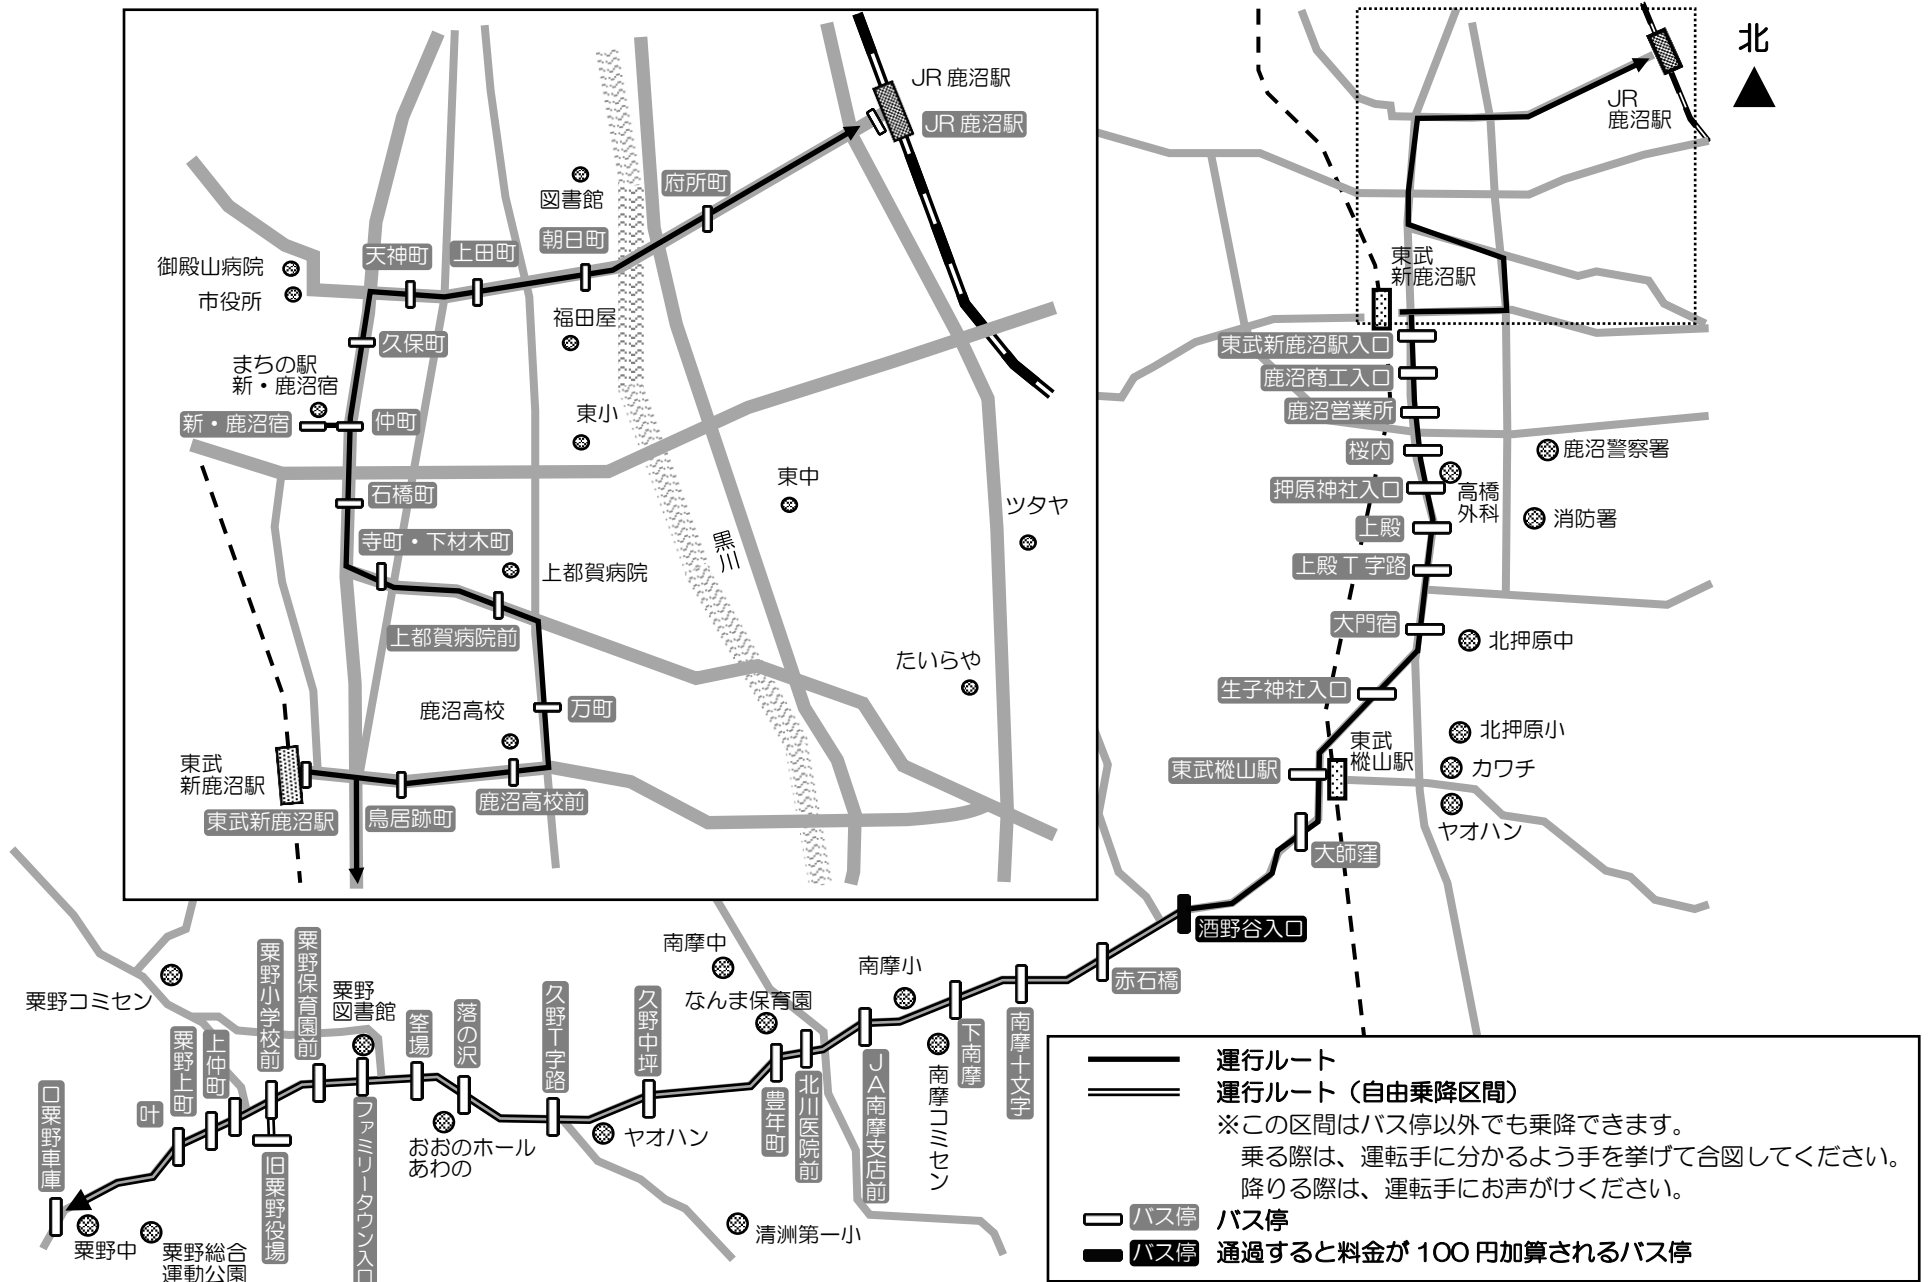 北
JR 鹿沼駅
JR 鹿沼駅
府所町
図書館
朝日町
上田町
天神町
御殿山病院
市役所
福田屋
久保町
まちの駅
新・鹿沼宿
新・鹿沼宿
仲町
東小
石橋町
東中
ツタヤ
寺町・下材木町
黒川
上都賀病院
上都賀病院前
たいらや
鹿沼高校
万町
東武
新鹿沼駅
東武新鹿沼駅
鳥居跡町
鹿沼高校前
JR
鹿沼駅
東武
新鹿沼駅
東武新鹿沼駅入口
鹿沼商工入口
鹿沼営業所
桜内
鹿沼警察署
押原神社入口
高橋
外科
消防署
上殿
上殿T字路
大門宿
北押原中
生子神社入口
北押原小
東武
樅山駅
東武樅山駅
カワチ
ヤオハン
大師窪
酒野谷入口
赤石橋
南摩十文字
下南摩
南摩小
南摩コミセン
JA南摩支店前
南摩中
なんま保育園
北川医院前
豊年町
久野中坪
ヤオハン
清洲第一小
久野T字路
落の沢
おおのホール
あわの
筌場
粟野
図書館
ファミリータウン入口
粟野保育園前
粟野小学校前
旧粟野役場
上仲町
粟野上町
叶
粟野コミセン
口粟野車庫
粟野中
粟野総合
運動公園
運行ルート
運行ルート（自由乗降区間）
※この区間はバス停以外でも乗降できます。
乗る際は、運転手に分かるよう手を挙げて合図してください。
降りる際は、運転手にお声がけください。
バス停 バス停
バス停 通過すると料金が 100 円加算されるバス停